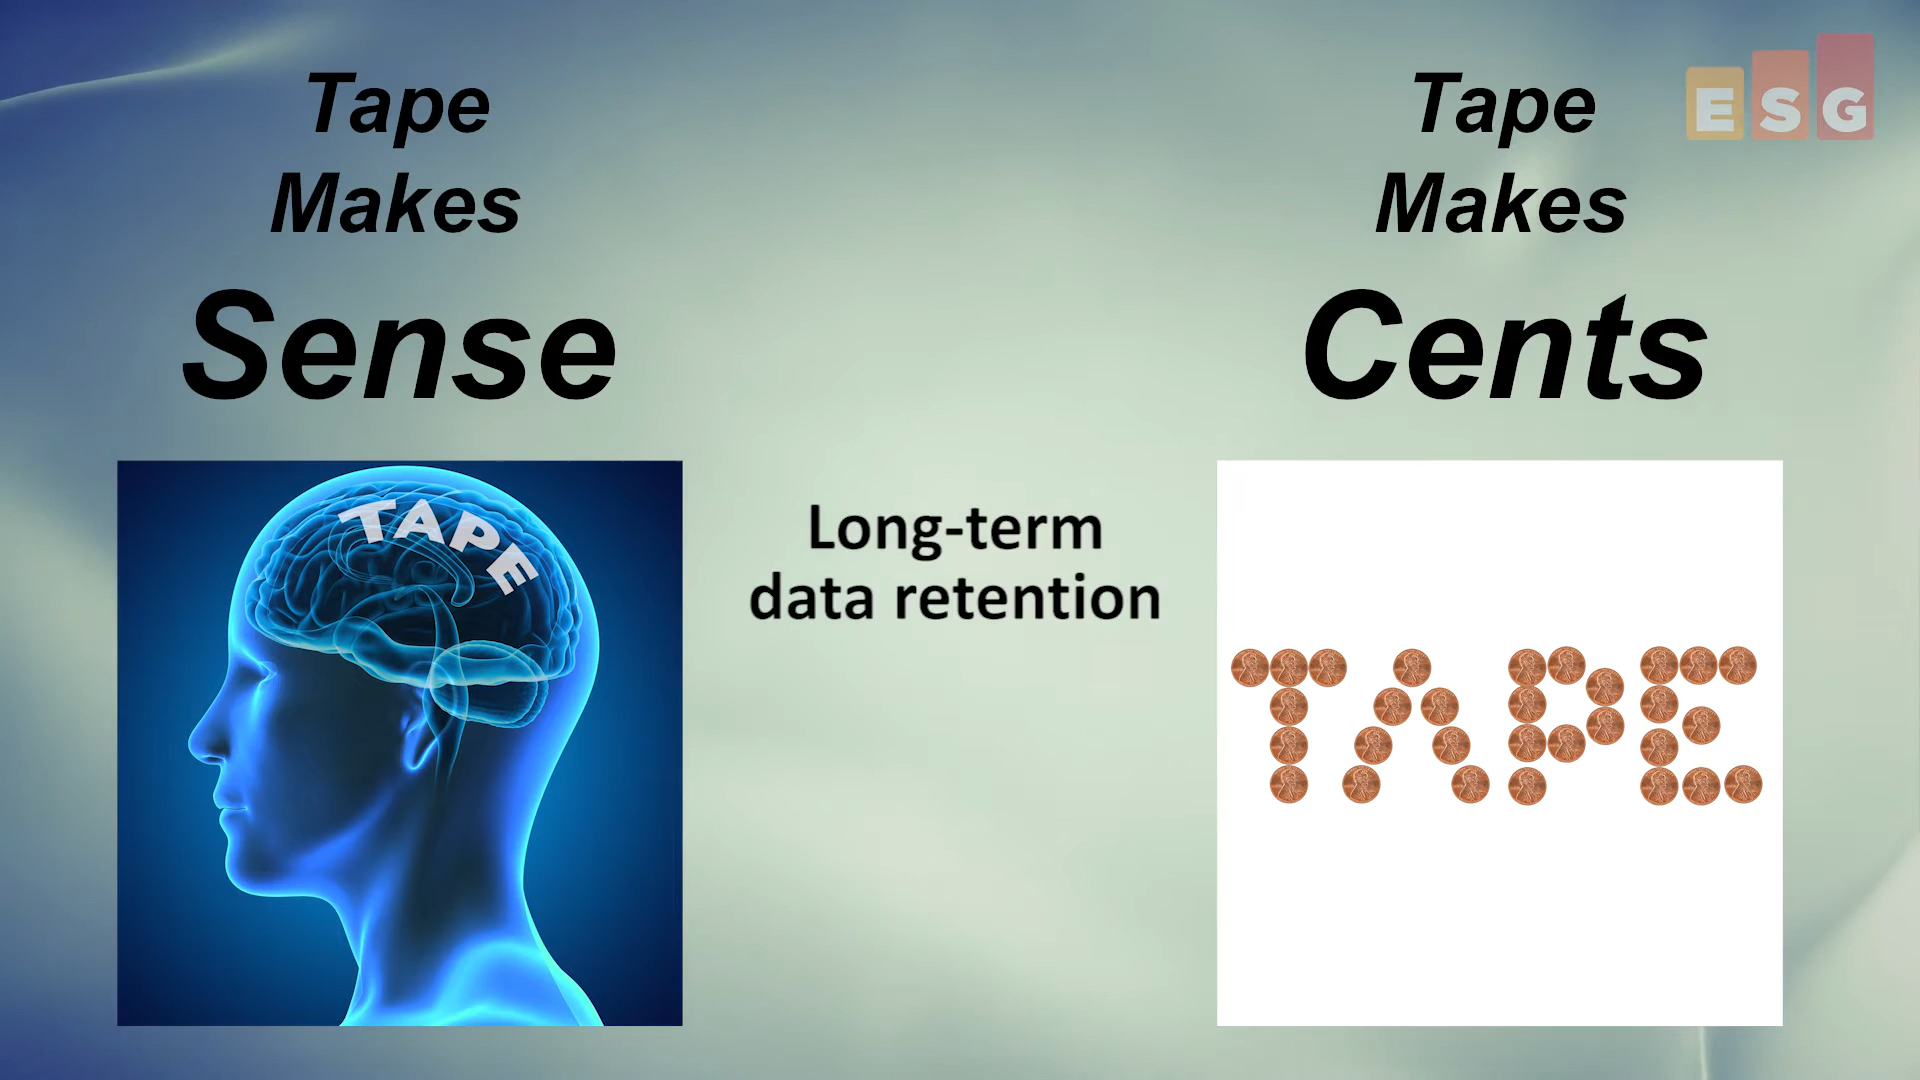 Tape
Makes
Sense
Tape
Makes
Cents
ESG
TAPE
Long-term
data retention
TAPE